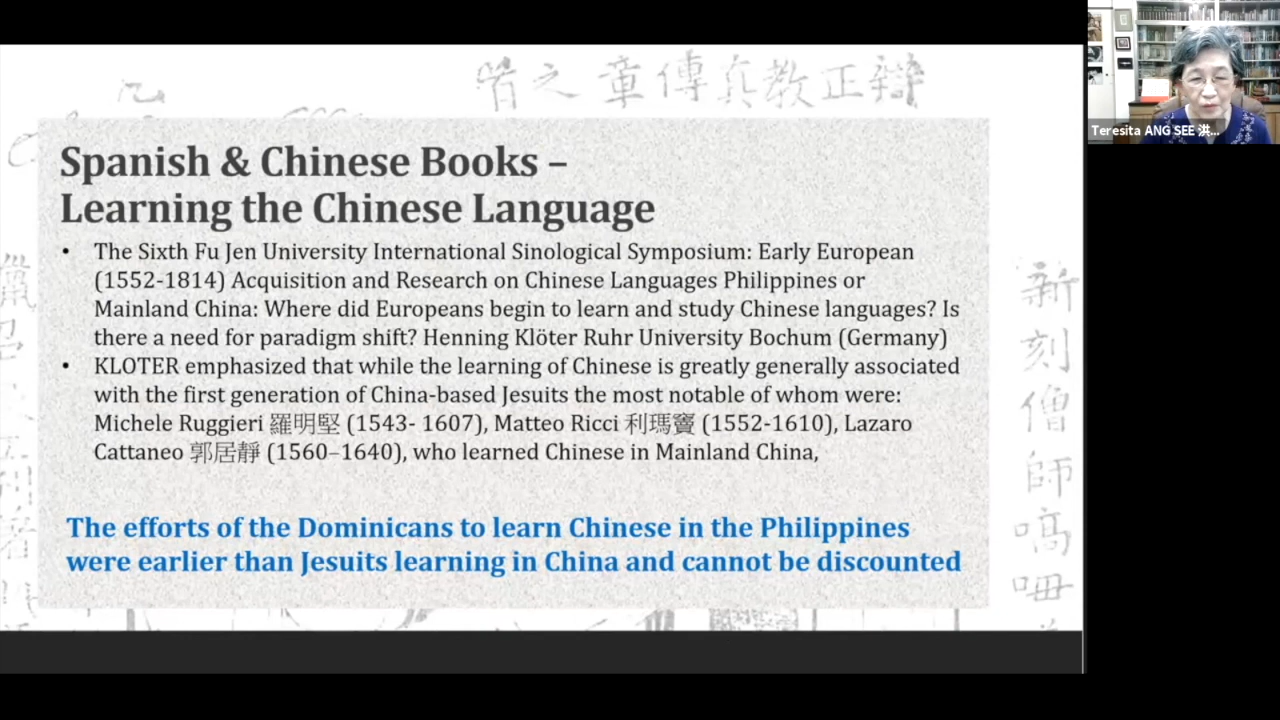 皆之章傳真教正辯
Spanish & Chinese Books –
Learning the Chinese Language
• The Sixth Fu Jen University International Sinological Symposium: Early European
(1552-1814) Acquisition and Research on Chinese Languages Philippines or
Mainland China: Where did Europeans begin to learn and study Chinese languages? Is
there a need for paradigm shift? Henning Klöter Ruhr University Bochum (Germany)
• KLOTER emphasized that while the learning of Chinese is greatly generally associated
with the first generation of China-based Jesuits the most notable of whom were:
Michele Ruggieri 羅明堅 (1543- 1607), Matteo Ricci 利瑪竇 (1552-1610), Lazaro
Cattaneo 郭居靜 (1560–1640), who learned Chinese in Mainland China,
The efforts of the Dominicans to learn Chinese in the Philippines
were earlier than Jesuits learning in China and cannot be discounted
新刻僧師嗃呣
Teresita ANG SEE 洪...